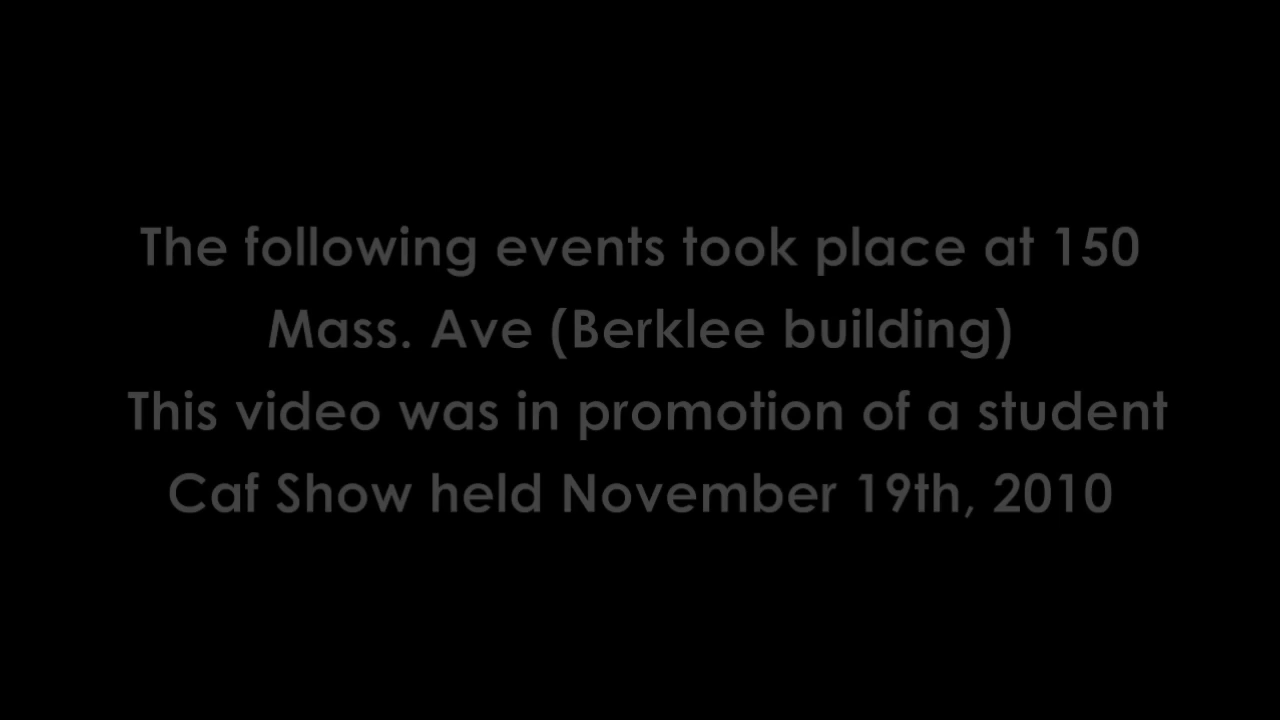 The following events took place at 150
Mass. Ave (Berklee building)
This video was in promotion of a student
Caf Show held November 19th, 2010